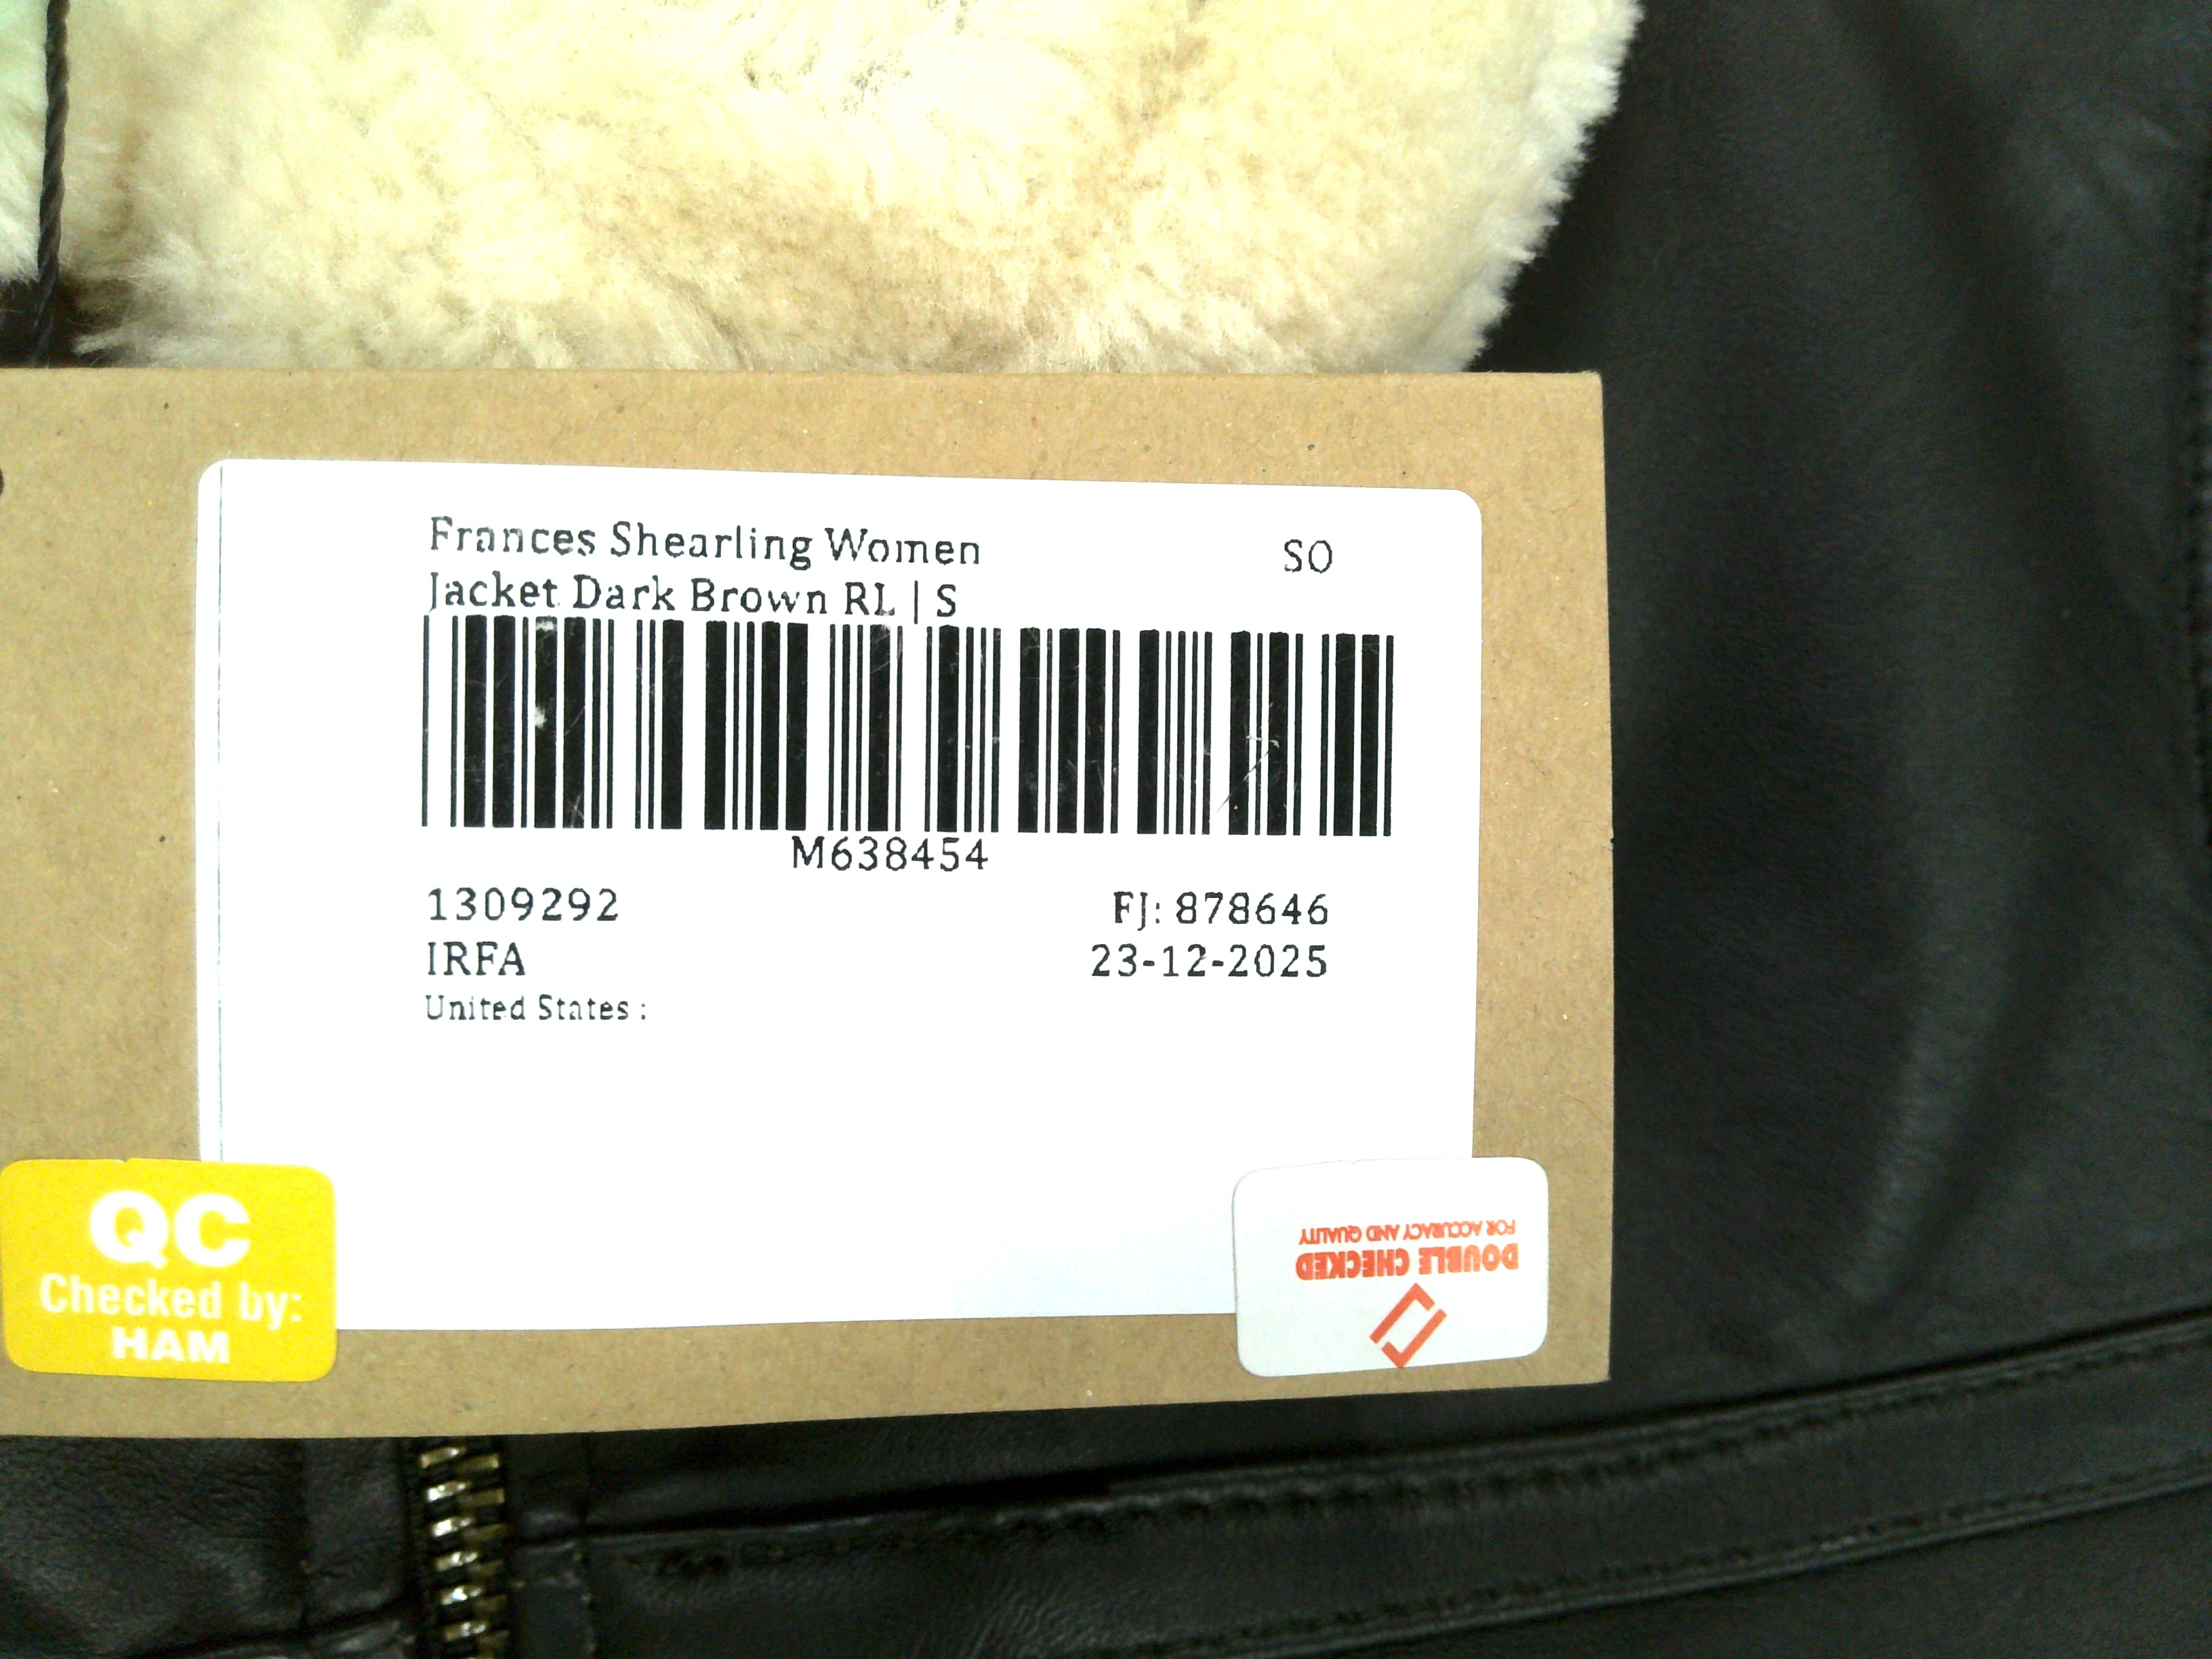 Frances Shearling Women SO
Jacket Dark Brown RL | S
M638454
1309292 FJ: 878646
IRFA 23-12-2025
United States :
QC
Checked by:
HAM
DOUBLE CHECKED
FOR ACCURACY AND QUALITY